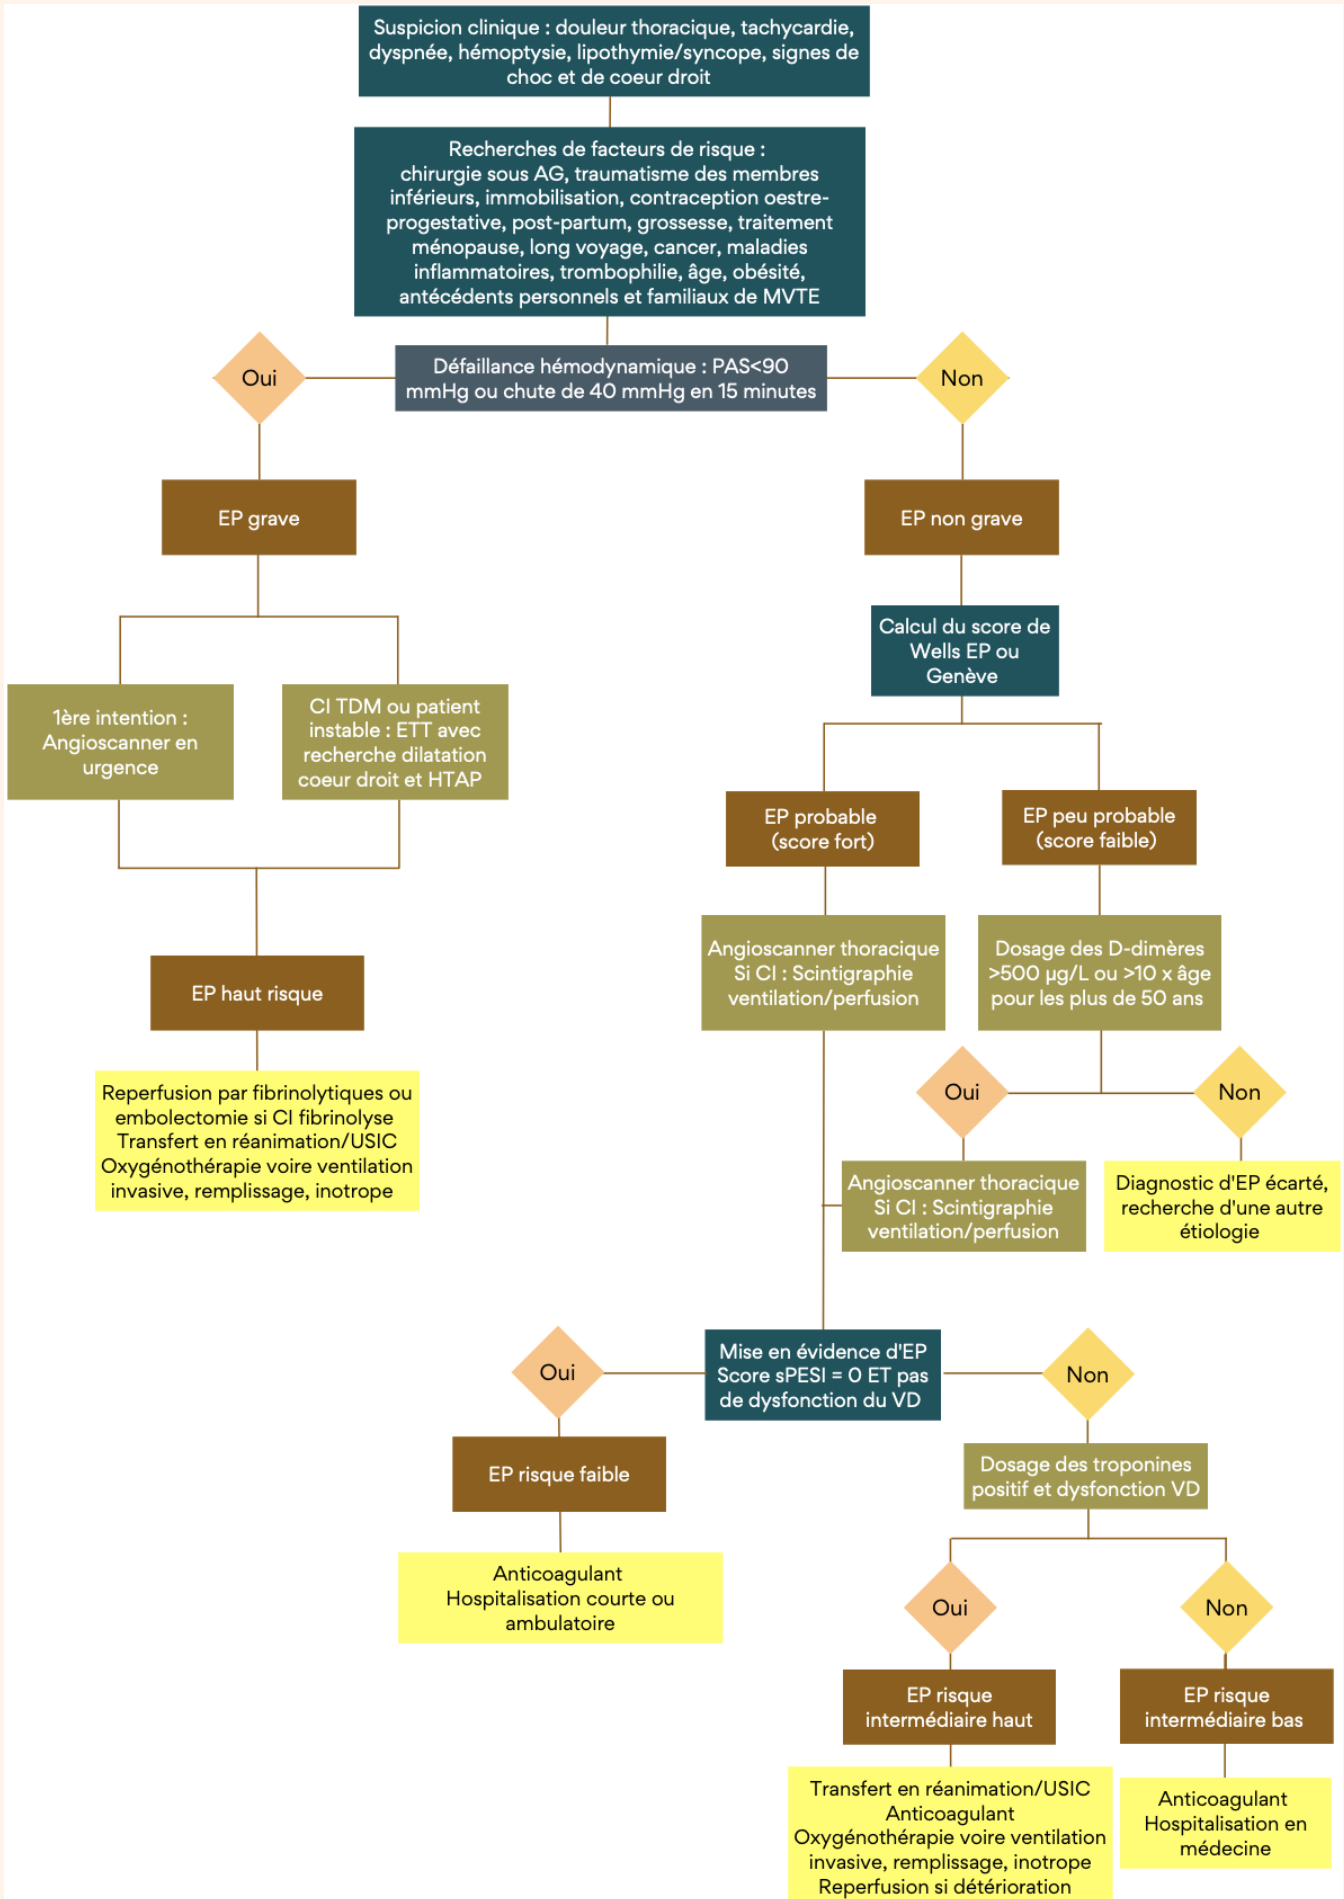 Suspicion clinique : douleur thoracique, tachycardie,
dyspnée, hémoptysie, lipothymie/syncope, signes de
choc et de coeur droit
Recherches de facteurs de risque :
chirurgie sous AG, traumatisme des membres
inférieurs, immobilisation, contraception oestre-
progestative, post-partum, grossesse, traitement
ménopause, long voyage, cancer, maladies
inflammatoires, trombophilie, âge, obésité,
antécédents personnels et familiaux de MVTE
Oui
Défaillance hémodynamique : PAS<90
mmHg ou chute de 40 mmHg en 15 minutes
Non
EP grave
EP non grave
Calcul du score de
Wells EP ou
Genève
1ère intention :
Angioscanner en
urgence
CI TDM ou patient
instable : ETT avec
recherche dilatation
coeur droit et HTAP
EP probable
(score fort)
EP peu probable
(score faible)
Angioscanner thoracique
Si CI : Scintigraphie
ventilation/perfusion
Dosage des D-dimères
>500 µg/L ou >10 x âge
pour les plus de 50 ans
EP haut risque
Reperfusion par fibrinolytiques ou
embolectomie si CI fibrinolyse
Transfert en réanimation/USIC
Oxygénothérapie voire ventilation
invasive, remplissage, inotrope
Oui
Non
Angioscanner thoracique
Si CI : Scintigraphie
ventilation/perfusion
Diagnostic d'EP écarté,
recherche d'une autre
étiologie
Oui
Mise en évidence d'EP
Score sPESI = 0 ET pas
de dysfonction du VD
Non
EP risque faible
Dosage des troponines
positif et dysfonction VD
Anticoagulant
Hospitalisation courte ou
ambulatoire
Oui
Non
EP risque
intermédiaire haut
EP risque
intermédiaire bas
Transfert en réanimation/USIC
Anticoagulant
Oxygénothérapie voire ventilation
invasive, remplissage, inotrope
Reperfusion si détérioration
Anticoagulant
Hospitalisation en
médecine